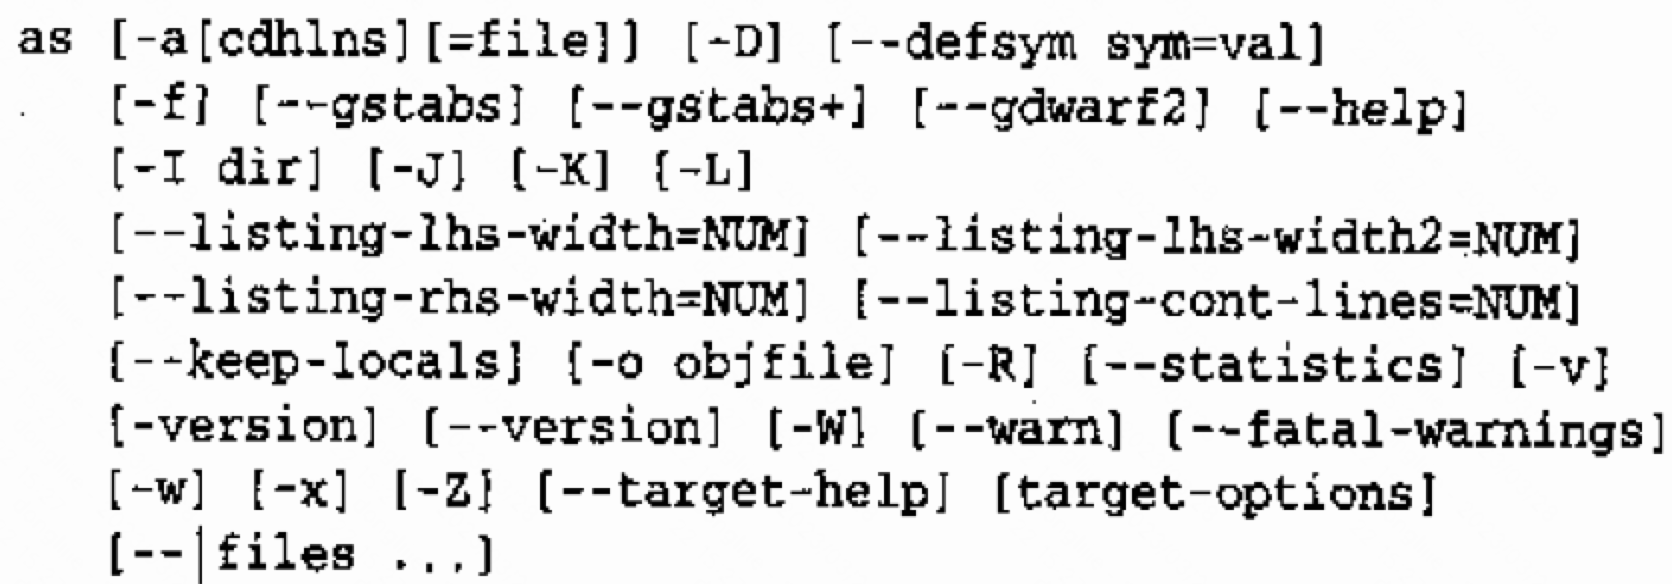 as [-a[cdhlns][=file]] [-D] [--defsym sym=val]
[-f] [--gstabs] [--gstabs+] [--gdwarf2] [--help]
[-I dir] [-J] [-K] [-L]
[--listing-lhs-width=NUM] [--listing-lhs-width2=NUM]
[--listing-rhs-width=NUM] [--listing-cont-lines=NUM]
[--keep-locals] [-o objfile] [-R] [--statistics] [-v]
[-version] [--version] [-W] [--warn] [--fatal-warnings]
[-w] [-x] [-Z] [--target-help] [target-options]
[--|files ...]